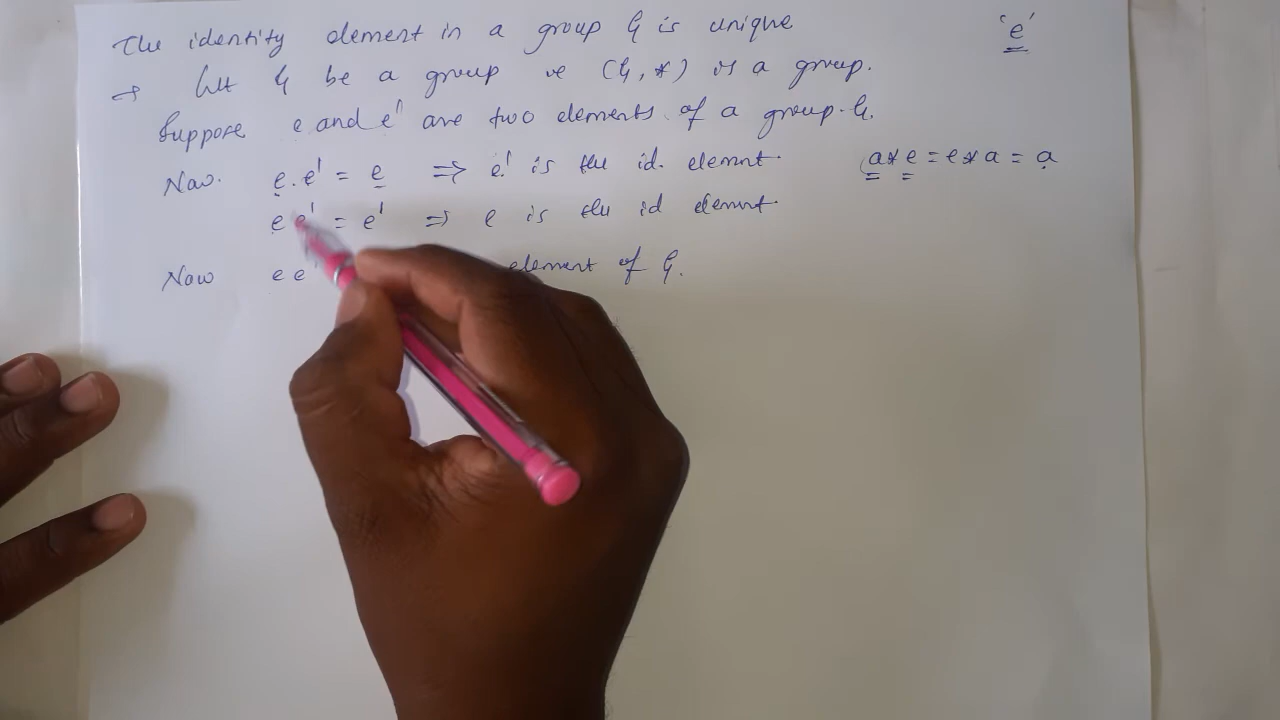 The identity element in a group G is unique 'e'
→ Let G be a group ie (G, *) is a group.
Suppose e and e' are two elements of a group G.
Now. e . e' = e ⇒ e' is the id. element. a * e = e * a = a
e e' = e' ⇒ e is the id element.
Now e e' element of G.